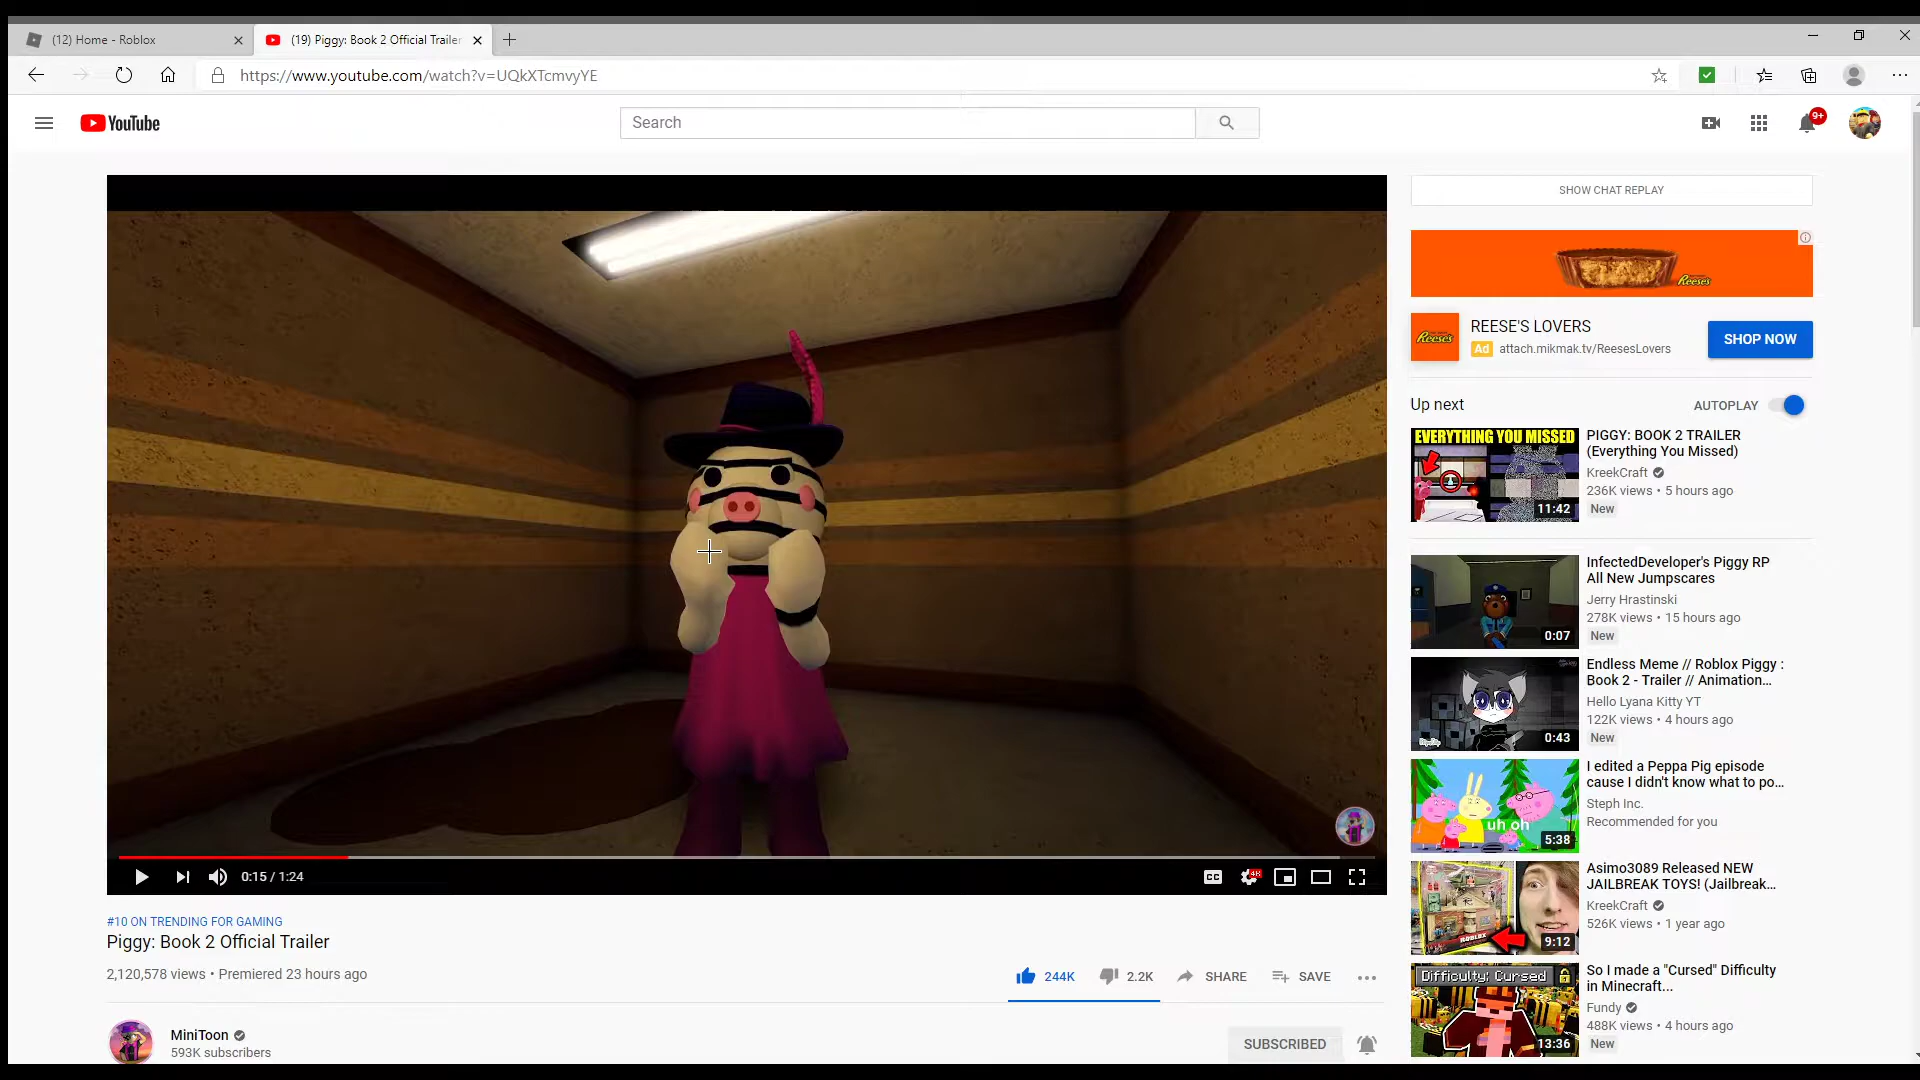 (12) Home - Roblox
(19) Piggy: Book 2 Official Trailer
https://www.youtube.com/watch?v=UQkXTcmvyYE
YouTube
Search
9+
SHOW CHAT REPLAY
Reese's
Reese's
REESE'S LOVERS
Ad attach.mikmak.tv/ReesesLovers
SHOP NOW
Up next
AUTOPLAY
EVERYTHING YOU MISSED
11:42
PIGGY: BOOK 2 TRAILER
(Everything You Missed)
KreekCraft
236K views • 5 hours ago
New
0:07
InfectedDeveloper's Piggy RP
All New Jumpscares
Jerry Hrastinski
278K views • 15 hours ago
New
0:43
Endless Meme // Roblox Piggy :
Book 2 - Trailer // Animation...
Hello Lyana Kitty YT
122K views • 4 hours ago
New
uh oh
5:38
I edited a Peppa Pig episode
cause I didn't know what to po...
Steph Inc.
Recommended for you
ROBLOX
9:12
Asimo3089 Released NEW
JAILBREAK TOYS! (Jailbreak...
KreekCraft
526K views • 1 year ago
Difficulty: Cursed
13:36
So I made a "Cursed" Difficulty
in Minecraft...
Fundy
488K views • 4 hours ago
New
0:15 / 1:24
CC
4K
#10 ON TRENDING FOR GAMING
Piggy: Book 2 Official Trailer
2,120,578 views • Premiered 23 hours ago
244K
2.2K
SHARE
SAVE
MiniToon
593K subscribers
SUBSCRIBED